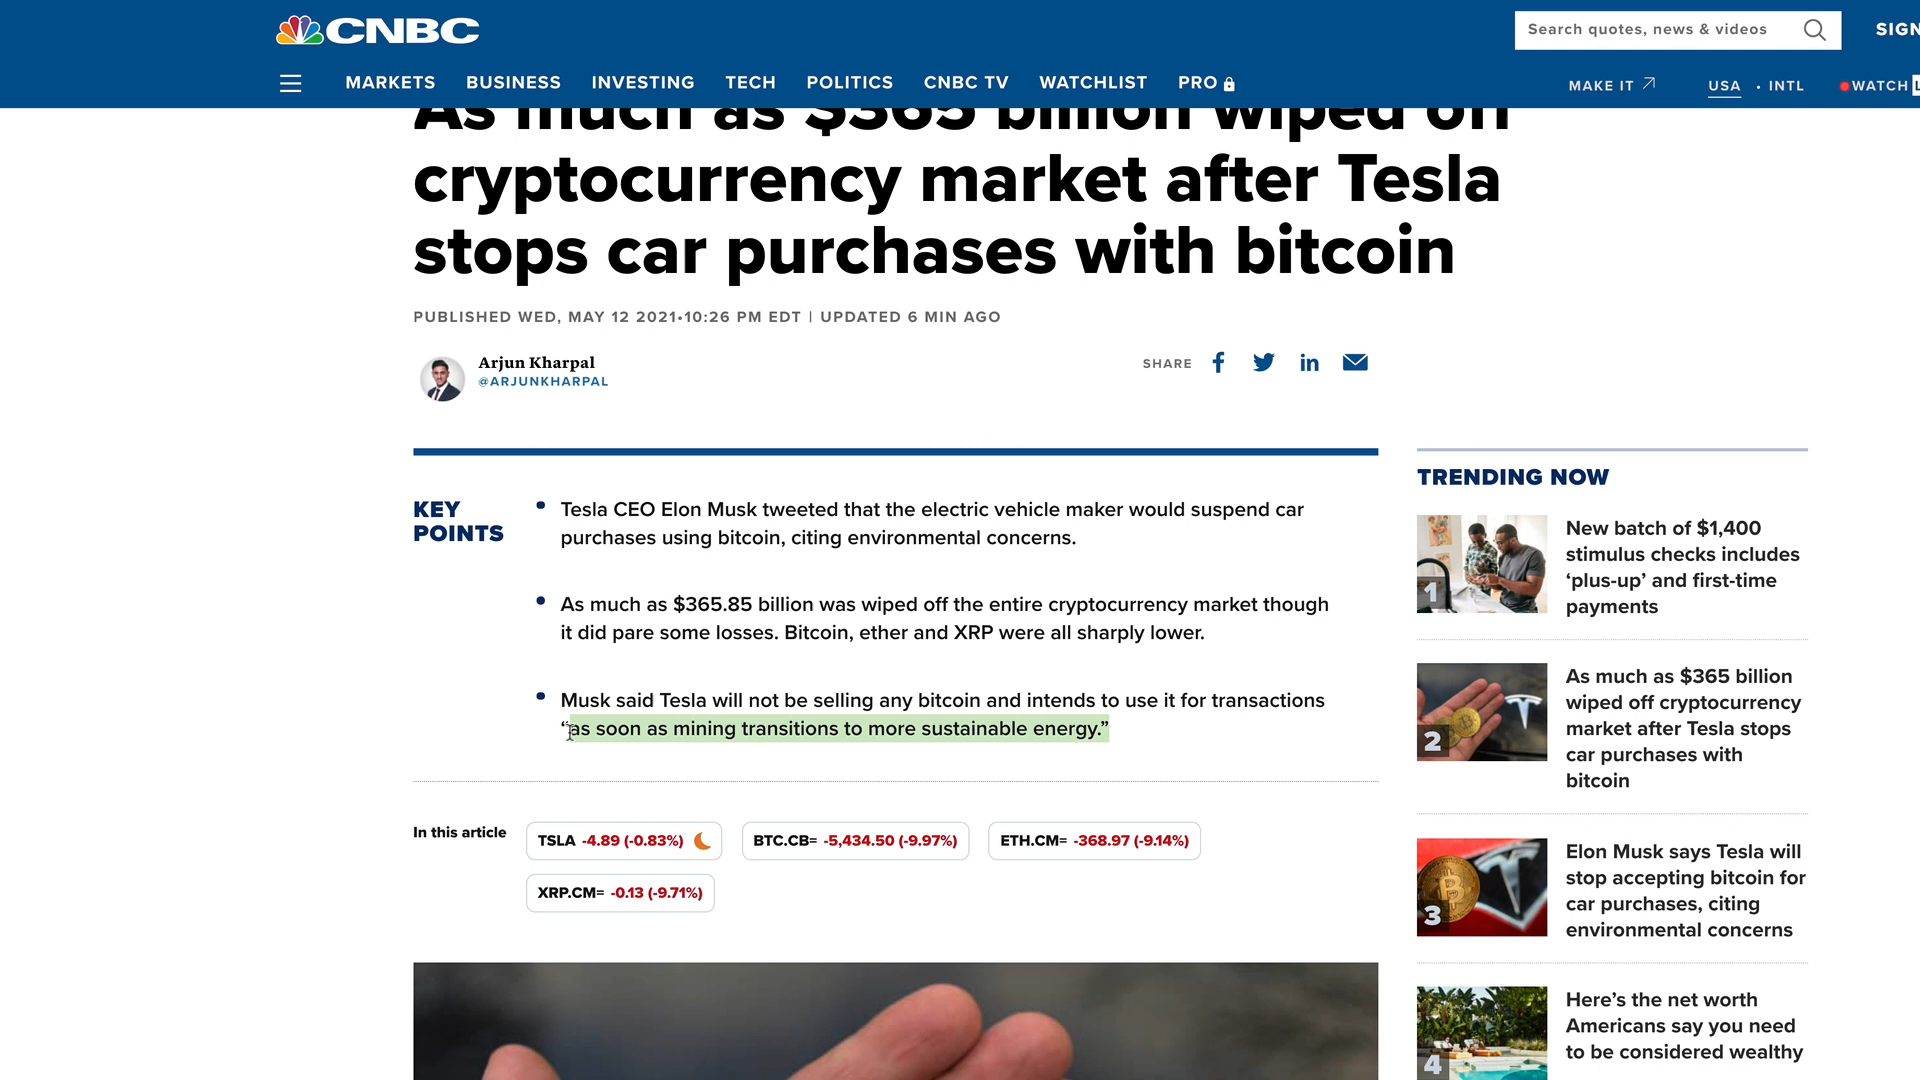 CNBC
Search quotes, news & videos
SIGN
MARKETS BUSINESS INVESTING TECH POLITICS CNBC TV WATCHLIST PRO
MAKE IT USA • INTL WATCH L
As much as $365 billion wiped off
cryptocurrency market after Tesla
stops car purchases with bitcoin
PUBLISHED WED, MAY 12 2021•10:26 PM EDT | UPDATED 6 MIN AGO
Arjun Kharpal
@ARJUNKHARPAL
SHARE
KEY
POINTS
Tesla CEO Elon Musk tweeted that the electric vehicle maker would suspend car
purchases using bitcoin, citing environmental concerns.
As much as $365.85 billion was wiped off the entire cryptocurrency market though
it did pare some losses. Bitcoin, ether and XRP were all sharply lower.
Musk said Tesla will not be selling any bitcoin and intends to use it for transactions
“as soon as mining transitions to more sustainable energy.”
In this article
TSLA -4.89 (-0.83%)
BTC.CB= -5,434.50 (-9.97%)
ETH.CM= -368.97 (-9.14%)
XRP.CM= -0.13 (-9.71%)
TRENDING NOW
1
New batch of $1,400
stimulus checks includes
‘plus-up’ and first-time
payments
2
As much as $365 billion
wiped off cryptocurrency
market after Tesla stops
car purchases with
bitcoin
3
Elon Musk says Tesla will
stop accepting bitcoin for
car purchases, citing
environmental concerns
4
Here’s the net worth
Americans say you need
to be considered wealthy